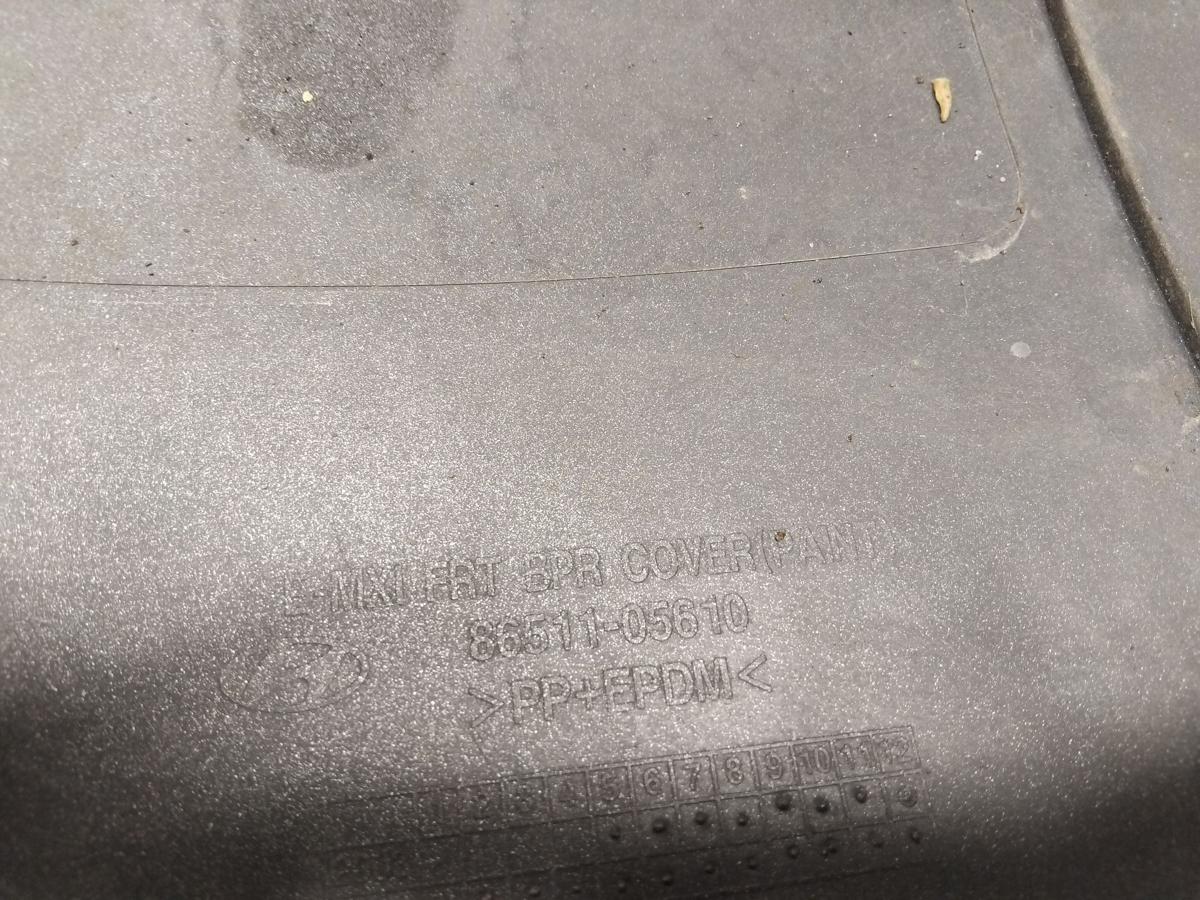 FRT BPR COVER(PAINT)
86511-05610
>PP+EPDM<
1 2 3 4 5 6 7 8 9 10 11 12